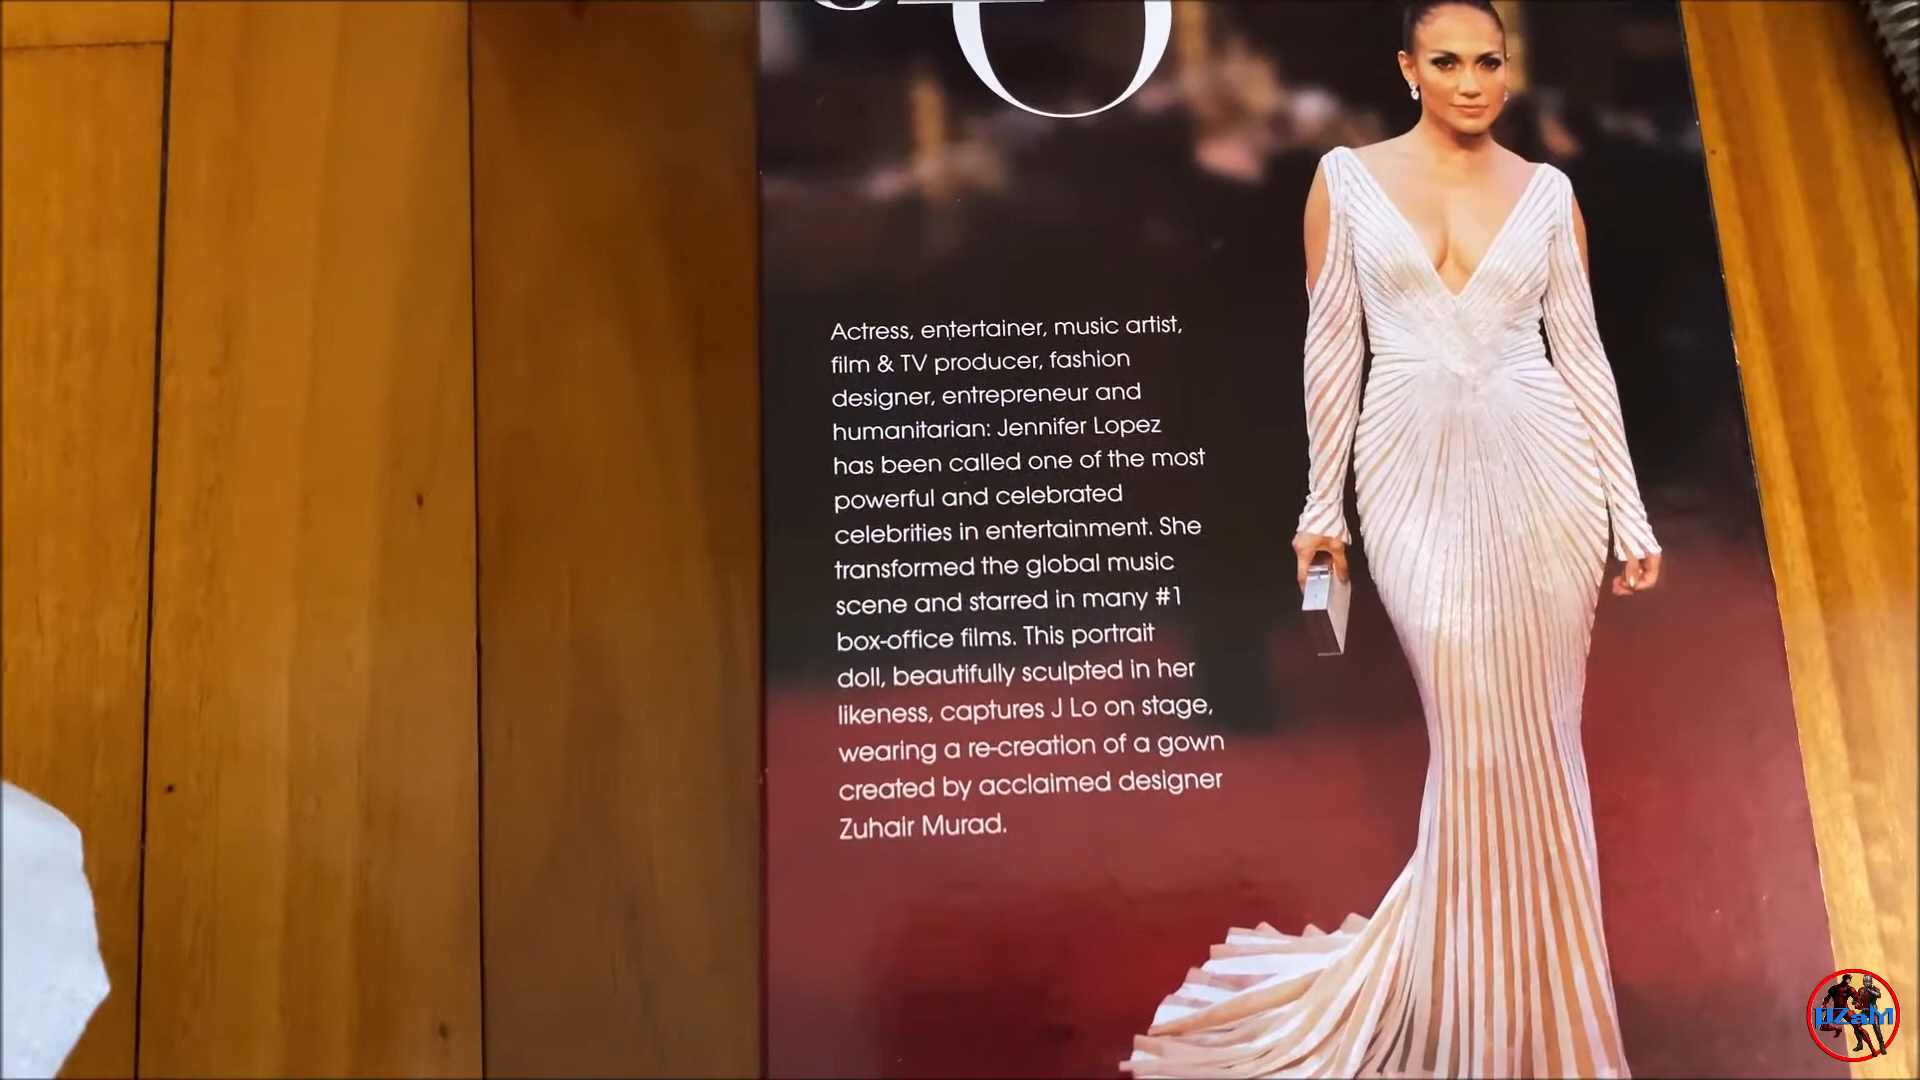 Actress, entertainer, music artist,
film & TV producer, fashion
designer, entrepreneur and
humanitarian: Jennifer Lopez
has been called one of the most
powerful and celebrated
celebrities in entertainment. She
transformed the global music
scene and starred in many #1
box-office films. This portrait
doll, beautifully sculpted in her
likeness, captures J Lo on stage,
wearing a re-creation of a gown
created by acclaimed designer
Zuhair Murad.